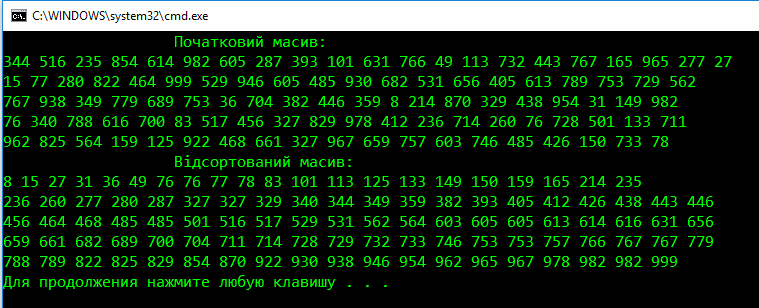 C:\WINDOWS\system32\cmd.exe
Початковий масив:
344 516 235 854 614 982 605 287 393 101 631 766 49 113 732 443 767 165 965 277 27
15 77 280 822 464 999 529 946 605 485 930 682 531 656 405 613 789 753 729 562
767 938 349 779 689 753 36 704 382 446 359 8 214 870 329 438 954 31 149 982
76 340 788 616 700 83 517 456 327 829 978 412 236 714 260 76 728 501 133 711
962 825 564 159 125 922 468 661 327 967 659 757 603 746 485 426 150 733 78
Відсортований масив:
8 15 27 31 36 49 76 76 77 78 83 101 113 125 133 149 150 159 165 214 235
236 260 277 280 287 327 327 329 340 344 349 359 382 393 405 412 426 438 443 446
456 464 468 485 485 501 516 517 529 531 562 564 603 605 605 613 614 616 631 656
659 661 682 689 700 704 711 714 728 729 732 733 746 753 753 757 766 767 767 779
788 789 822 825 829 854 870 922 930 938 946 954 962 965 967 978 982 982 999
Для продолжения нажмите любую клавишу . . .